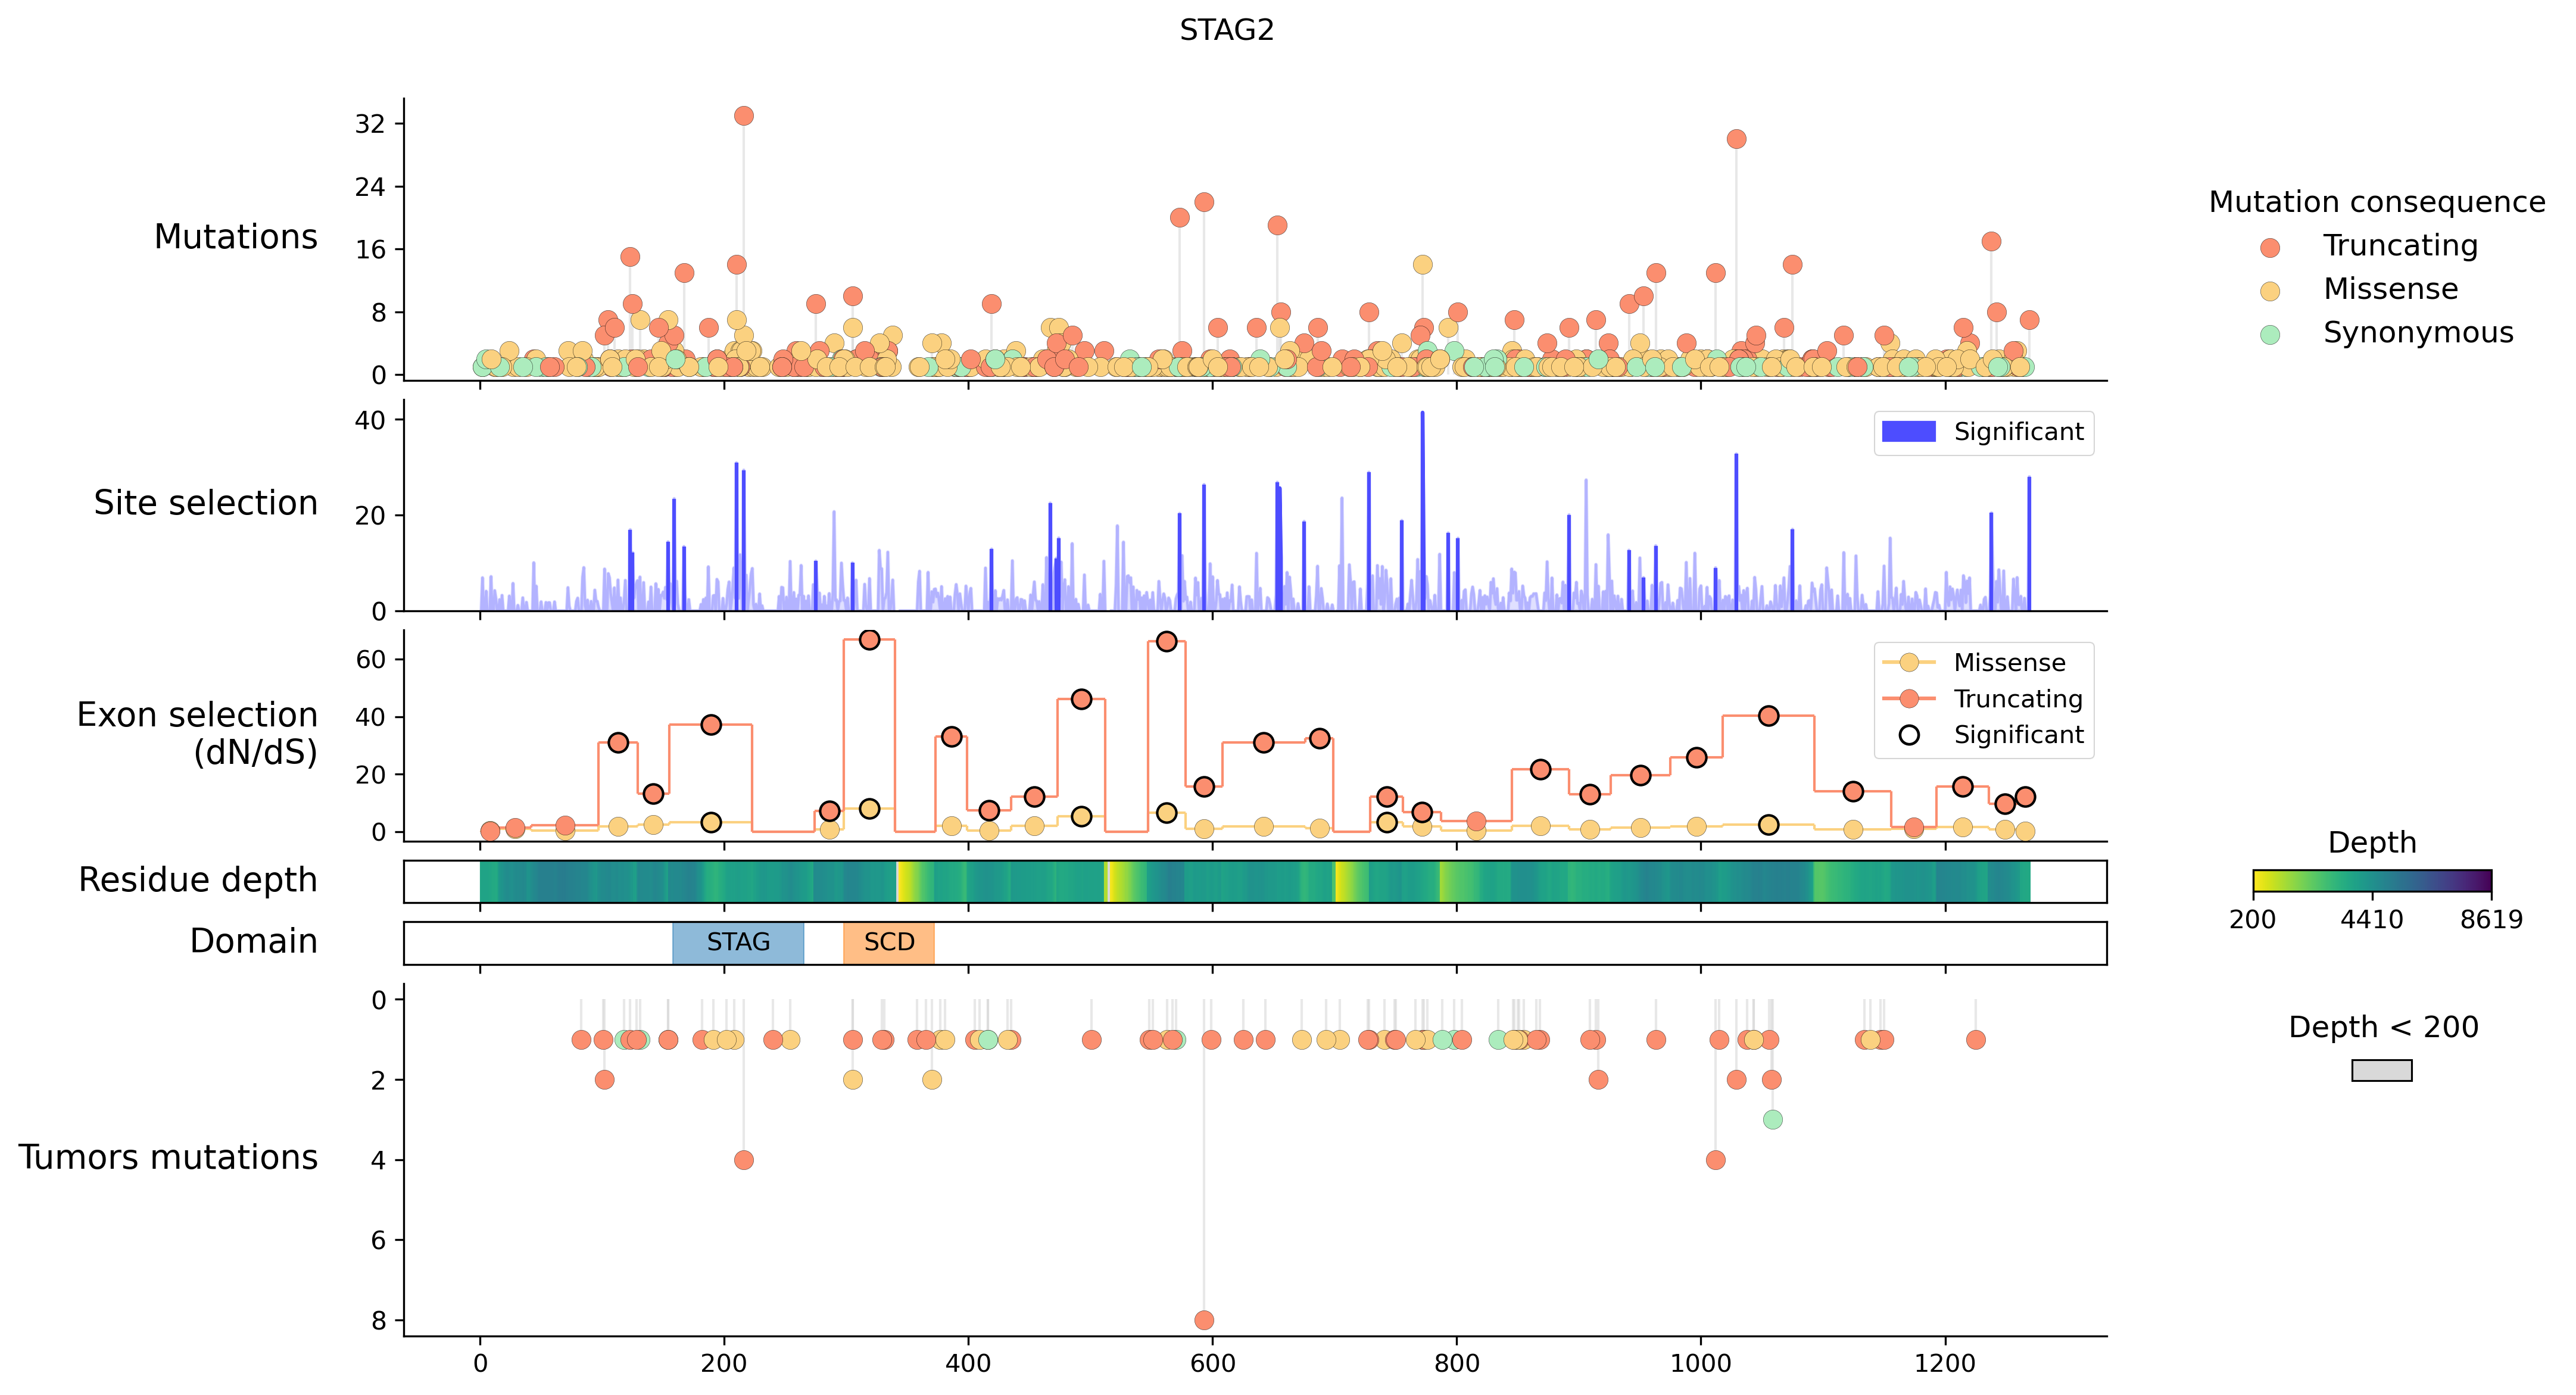 STAG2
Mutations
32
24
16
8
0
Mutation consequence
Truncating
Missense
Synonymous
Site selection
40
20
0
Significant
Exon selection
(dN/dS)
60
40
20
0
Missense
Truncating
Significant
Residue depth
Depth
200 4410 8619
Domain
STAG SCD
Depth < 200
Tumors mutations
0
2
4
6
8
0 200 400 600 800 1000 1200